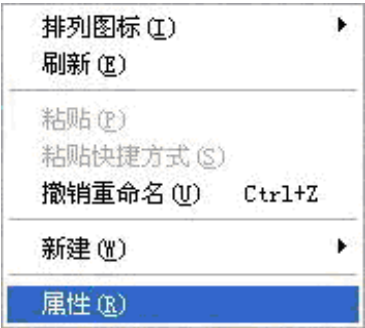 排列图标(I)
刷新(E)
粘贴(P)
粘贴快捷方式(S)
撤销重命名(U) Ctrl+Z
新建(W)
属性(R)